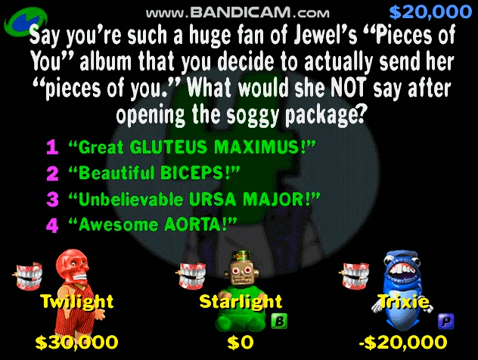 www.BANDICAM.com
$20,000
Say you're such a huge fan of Jewel's "Pieces of
You" album that you decide to actually send her
"pieces of you." What would she NOT say after
opening the soggy package?
1 "Great GLUTEUS MAXIMUS!"
2 "Beautiful BICEPS!"
3 "Unbelievable URSA MAJOR!"
4 "Awesome AORTA!"
Twilight Starlight Trixie
B P
$30,000 $0 -$20,000